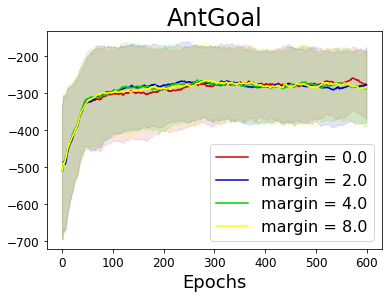 AntGoal
−200
−300
−400
−500
−600
−700
0
100
200
300
400
500
600
margin = 0.0
margin = 2.0
margin = 4.0
margin = 8.0
Epochs